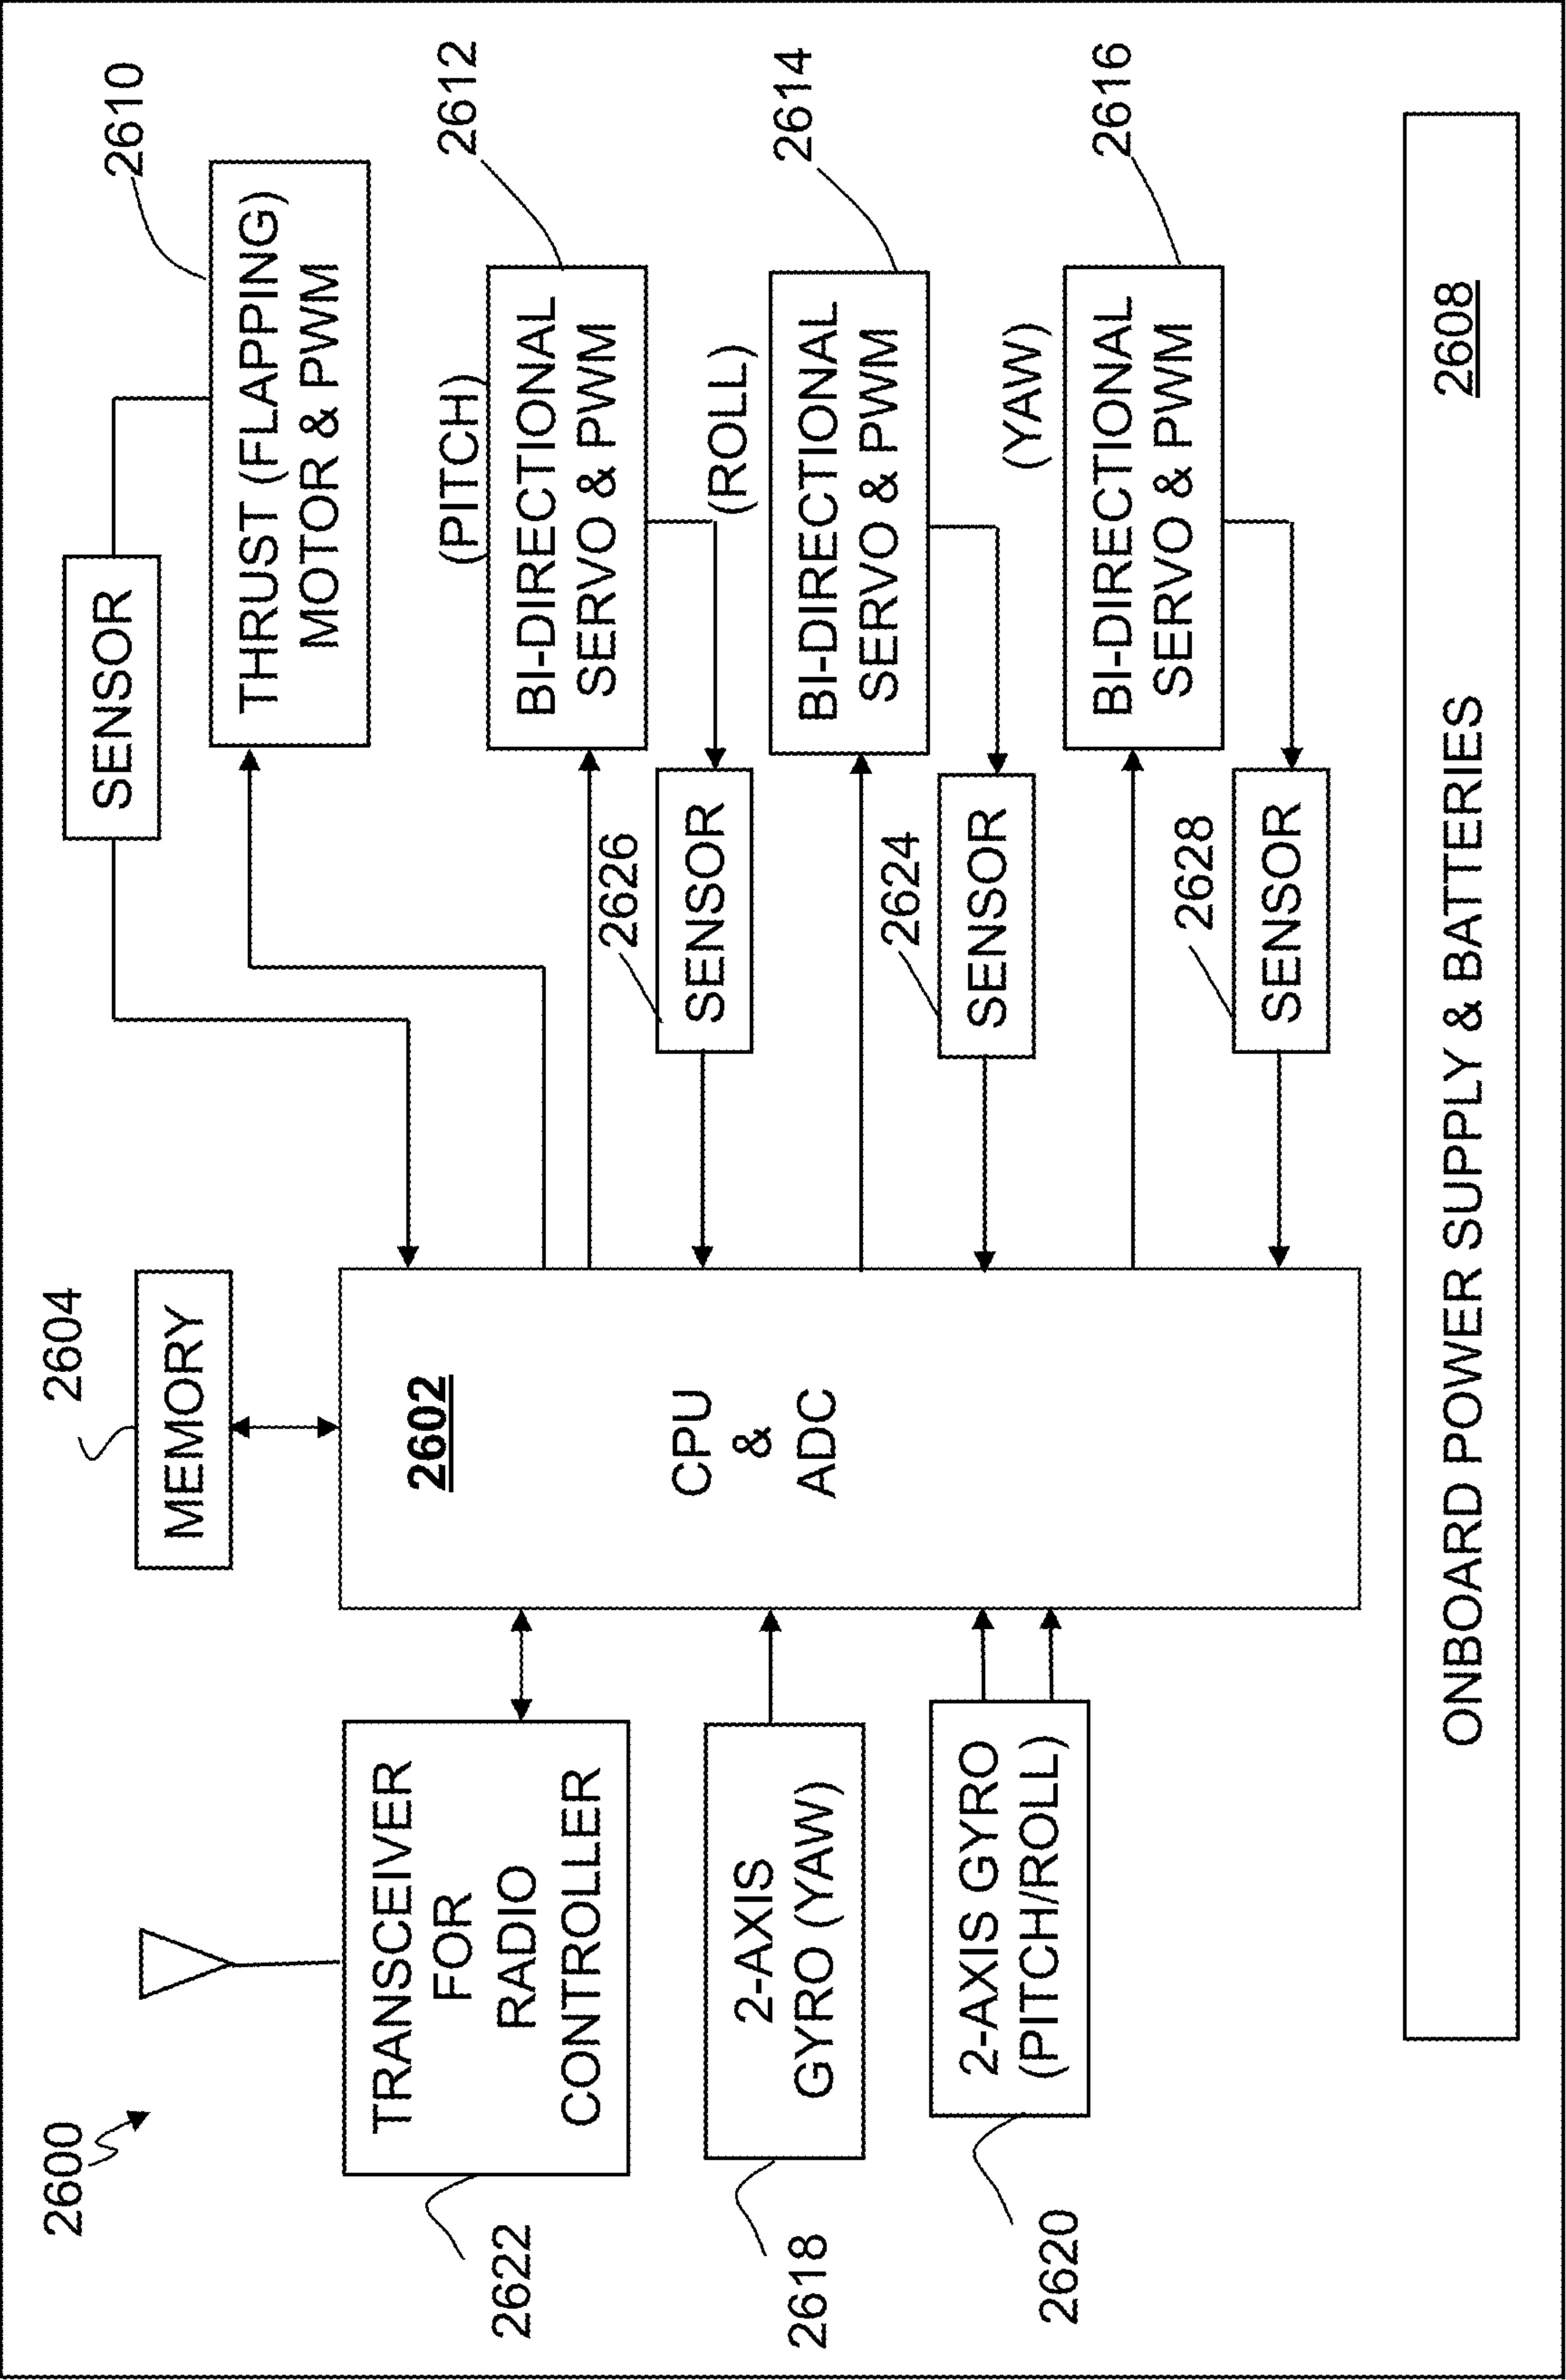 2600
2604
MEMORY
SENSOR
2610
THRUST (FLAPPING)
MOTOR & PWM
2622
TRANSCEIVER
FOR
RADIO
CONTROLLER
2602
CPU
&
ADC
(PITCH)
2612
BI-DIRECTIONAL
SERVO & PWM
2626
SENSOR
2618
2-AXIS
GYRO (YAW)
(ROLL)
2614
BI-DIRECTIONAL
SERVO & PWM
2624
SENSOR
2620
2-AXIS GYRO
(PITCH/ROLL)
(YAW)
2616
BI-DIRECTIONAL
SERVO & PWM
2628
SENSOR
ONBOARD POWER SUPPLY & BATTERIES
2608